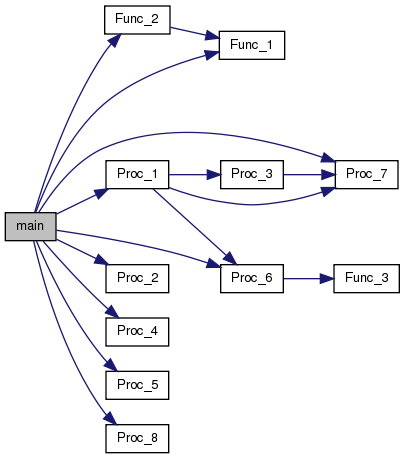 Func_2
Func_1
Proc_1
Proc_3
Proc_7
main
Proc_2
Proc_6
Func_3
Proc_4
Proc_5
Proc_8